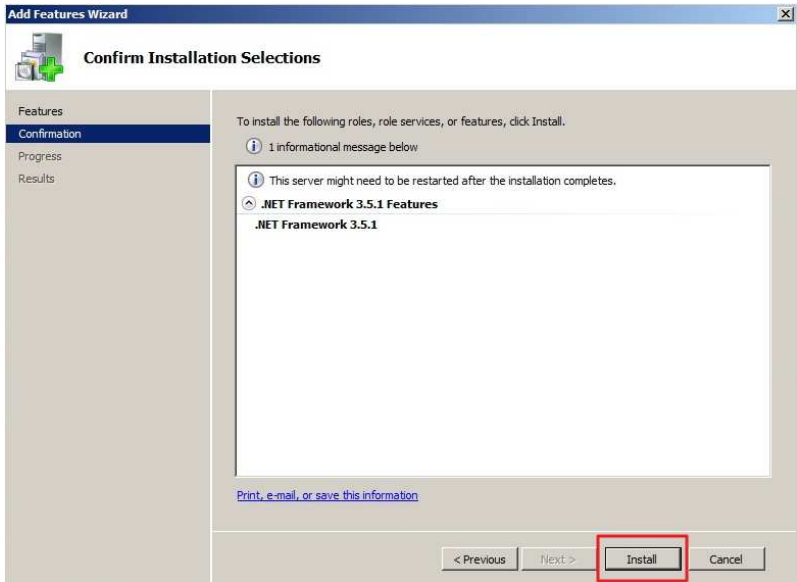 Add Features Wizard
Confirm Installation Selections
Features
Confirmation
Progress
Results
To install the following roles, role services, or features, click Install.
1 informational message below
This server might need to be restarted after the installation completes.
.NET Framework 3.5.1 Features
.NET Framework 3.5.1
Print, e-mail, or save this information
< Previous Next > Install Cancel